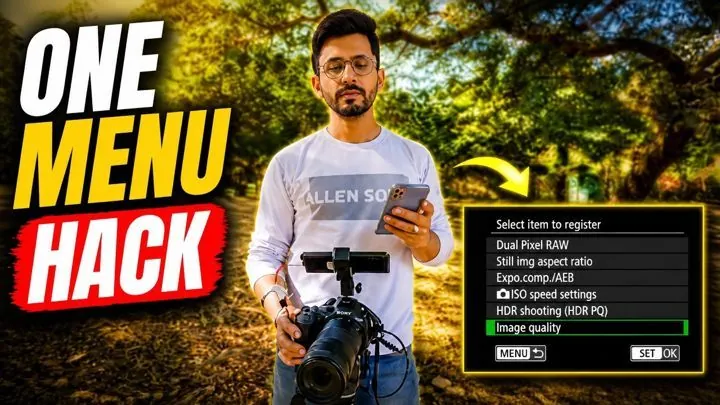 ONE
MENU
HACK
ALLEN SO
SONY
Select item to register
Dual Pixel RAW
Still img aspect ratio
Expo.comp./AEB
ISO speed settings
HDR shooting (HDR PQ)
Image quality
MENU
SET OK